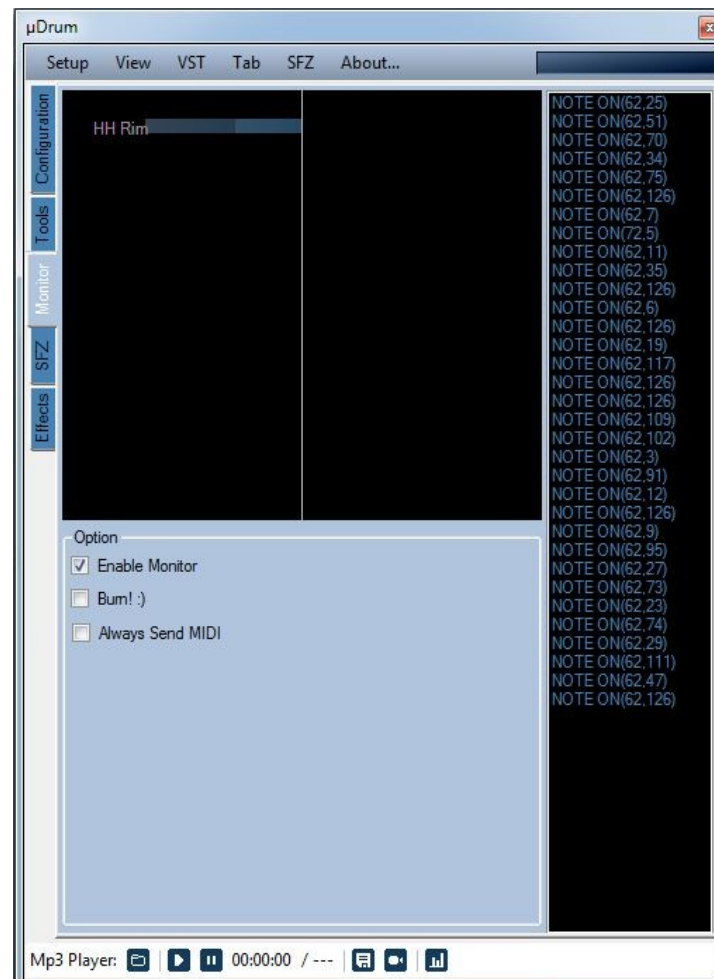 µDrum
Setup View VST Tab SFZ About...
Configuration
Tools
Monitor
SFZ
Effects
HH Rim
NOTE ON(62,25)
NOTE ON(62,51)
NOTE ON(62,70)
NOTE ON(62,34)
NOTE ON(62,75)
NOTE ON(62,126)
NOTE ON(62,7)
NOTE ON(72,5)
NOTE ON(62,11)
NOTE ON(62,35)
NOTE ON(62,126)
NOTE ON(62,6)
NOTE ON(62,126)
NOTE ON(62,19)
NOTE ON(62,117)
NOTE ON(62,126)
NOTE ON(62,126)
NOTE ON(62,109)
NOTE ON(62,102)
NOTE ON(62,3)
NOTE ON(62,91)
NOTE ON(62,12)
NOTE ON(62,126)
NOTE ON(62,9)
NOTE ON(62,95)
NOTE ON(62,27)
NOTE ON(62,73)
NOTE ON(62,23)
NOTE ON(62,74)
NOTE ON(62,29)
NOTE ON(62,111)
NOTE ON(62,47)
NOTE ON(62,126)
Option
Enable Monitor
Burn! :)
Always Send MIDI
Mp3 Player: 00:00:00 / ---